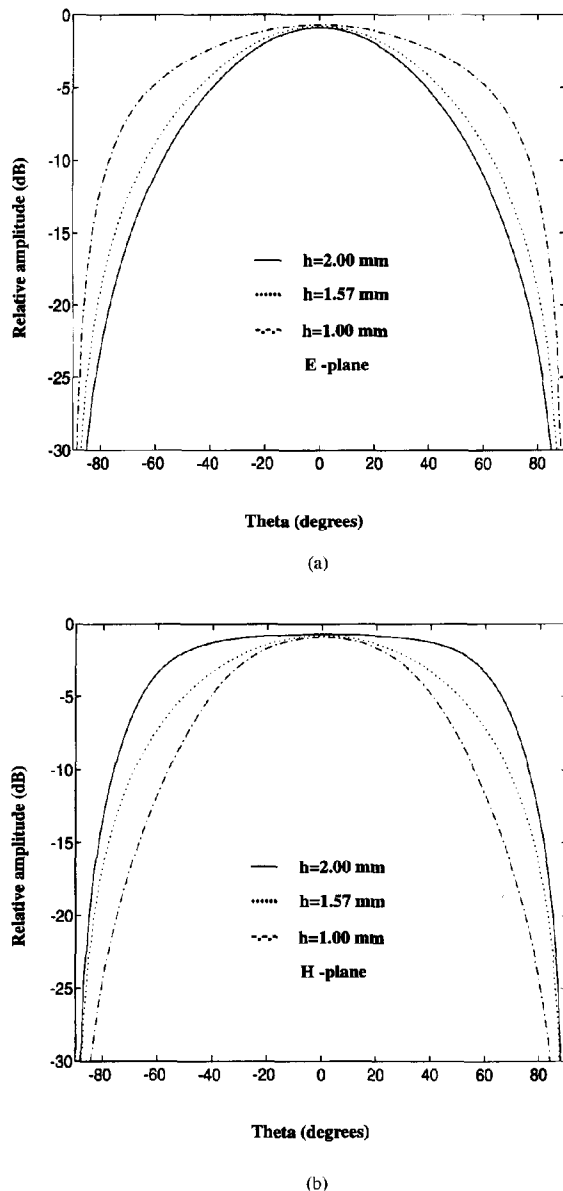 0
-5
-10
-15
-20
-25
-30
Relative amplitude (dB)
h=2.00 mm
h=1.57 mm
h=1.00 mm
E -plane
-80 -60 -40 -20 0 20 40 60 80
Theta (degrees)
(a)
0
-5
-10
-15
-20
-25
-30
Relative amplitude (dB)
h=2.00 mm
h=1.57 mm
h=1.00 mm
H -plane
-80 -60 -40 -20 0 20 40 60 80
Theta (degrees)
(b)